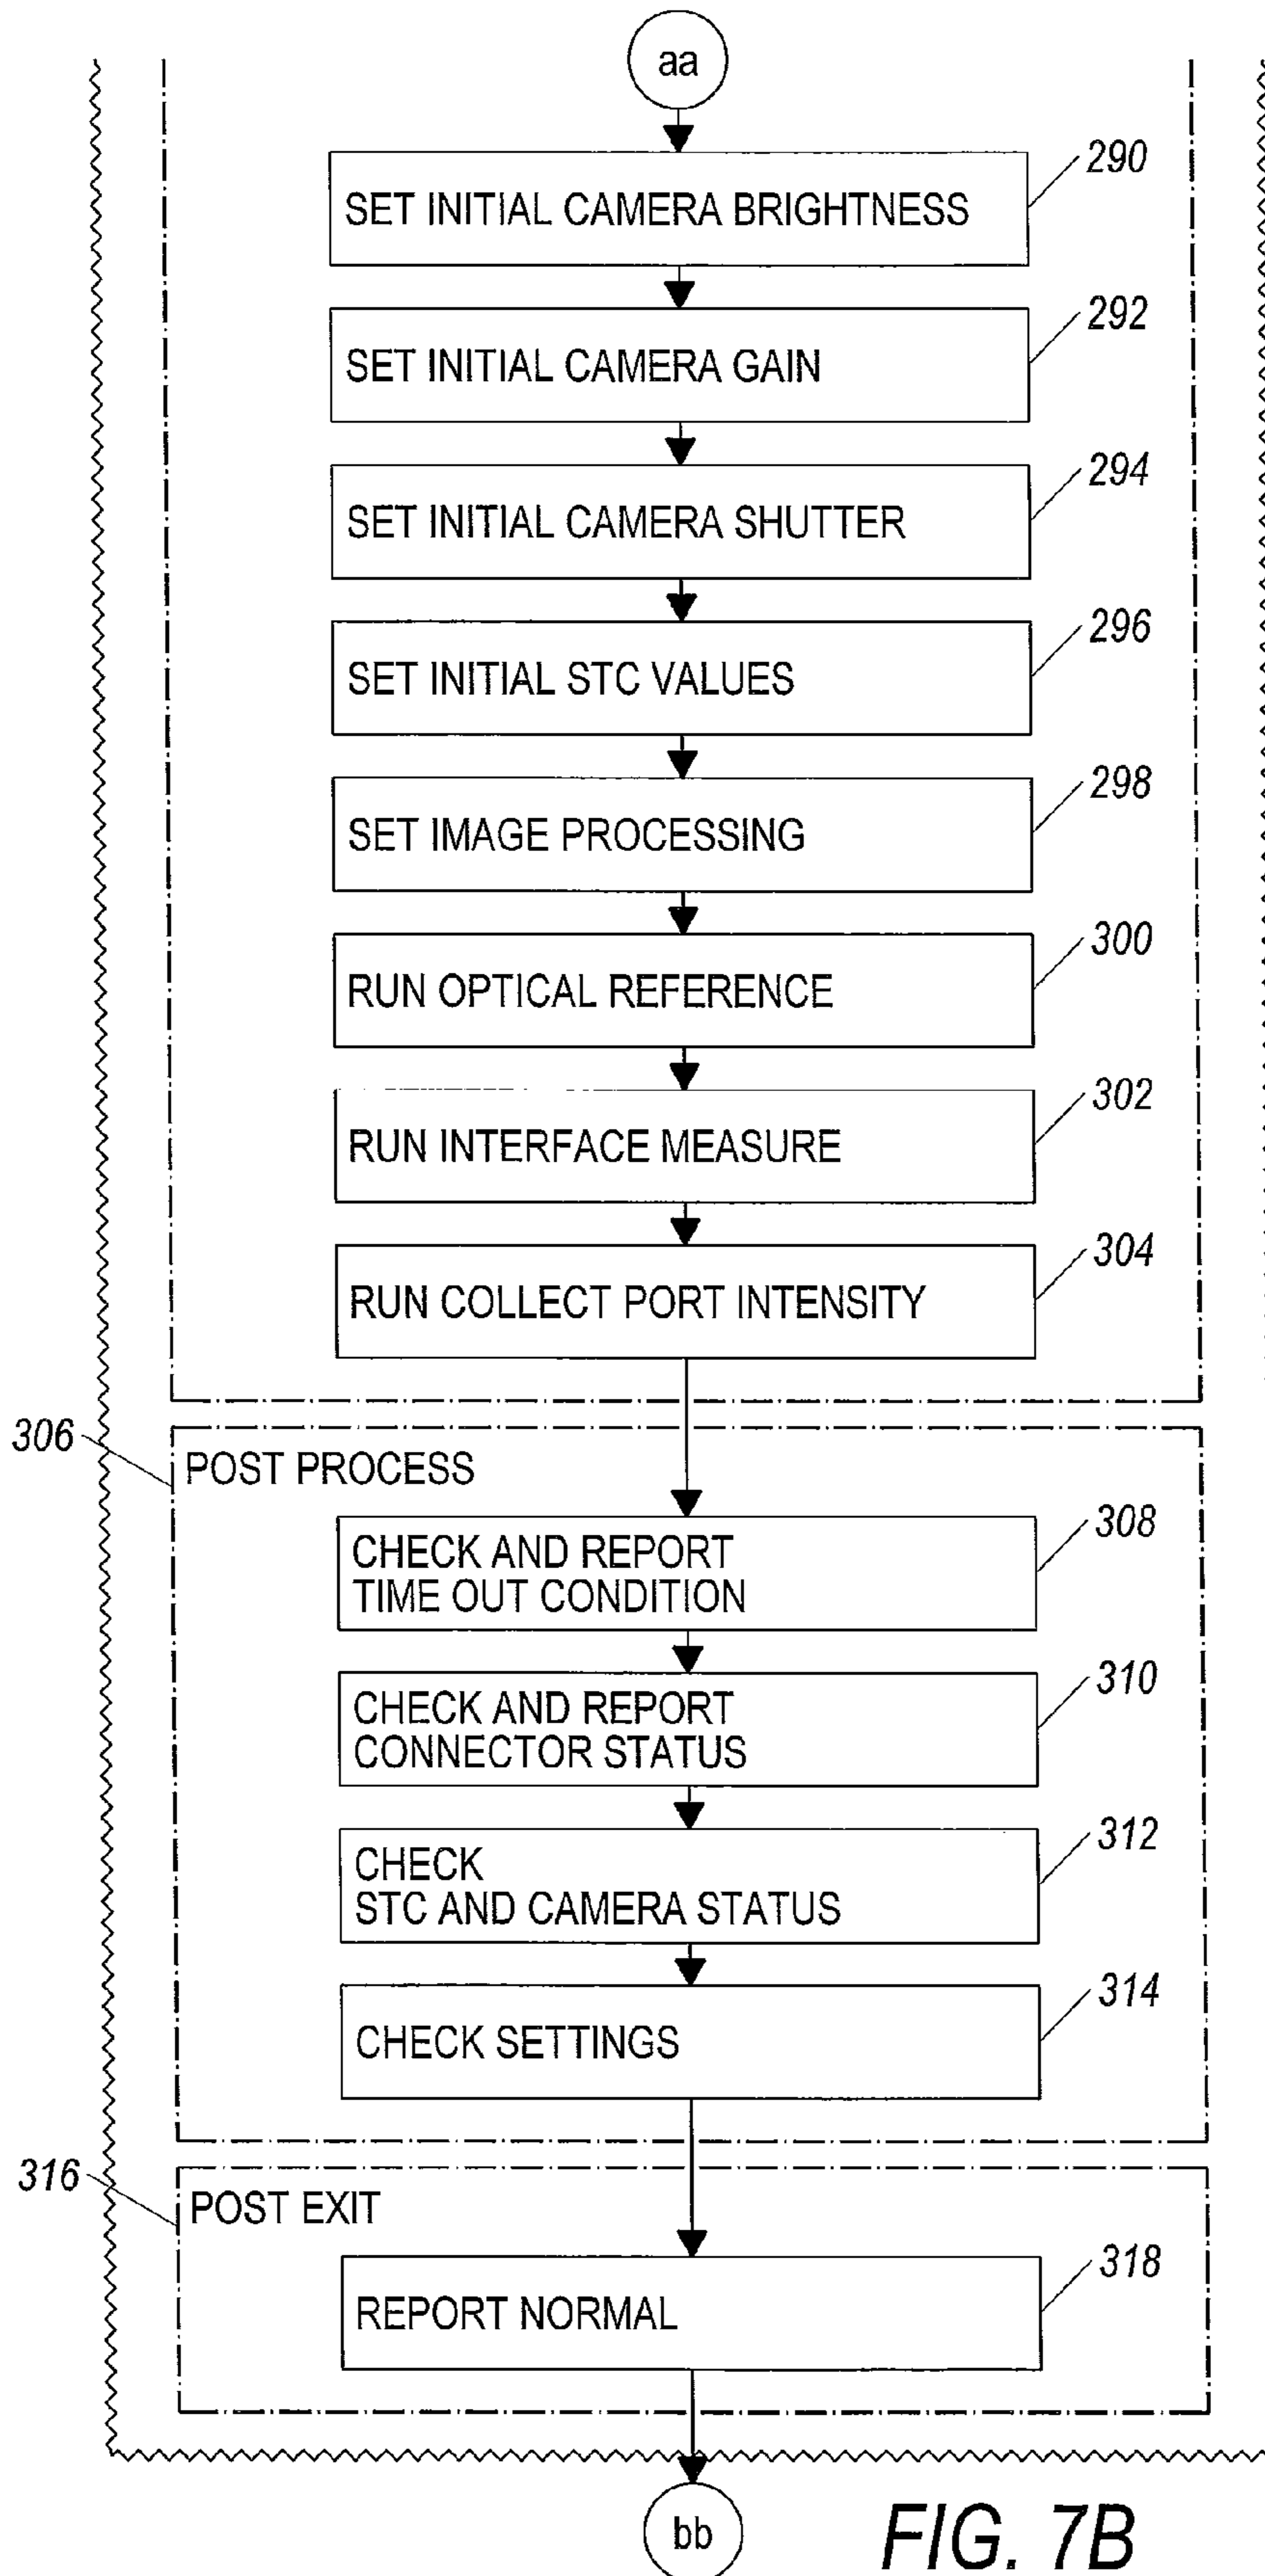 aa
290
SET INITIAL CAMERA BRIGHTNESS
292
SET INITIAL CAMERA GAIN
294
SET INITIAL CAMERA SHUTTER
296
SET INITIAL STC VALUES
298
SET IMAGE PROCESSING
300
RUN OPTICAL REFERENCE
302
RUN INTERFACE MEASURE
304
RUN COLLECT PORT INTENSITY
306
POST PROCESS
308
CHECK AND REPORT
TIME OUT CONDITION
310
CHECK AND REPORT
CONNECTOR STATUS
312
CHECK
STC AND CAMERA STATUS
314
CHECK SETTINGS
316
POST EXIT
318
REPORT NORMAL
bb
FIG. 7B